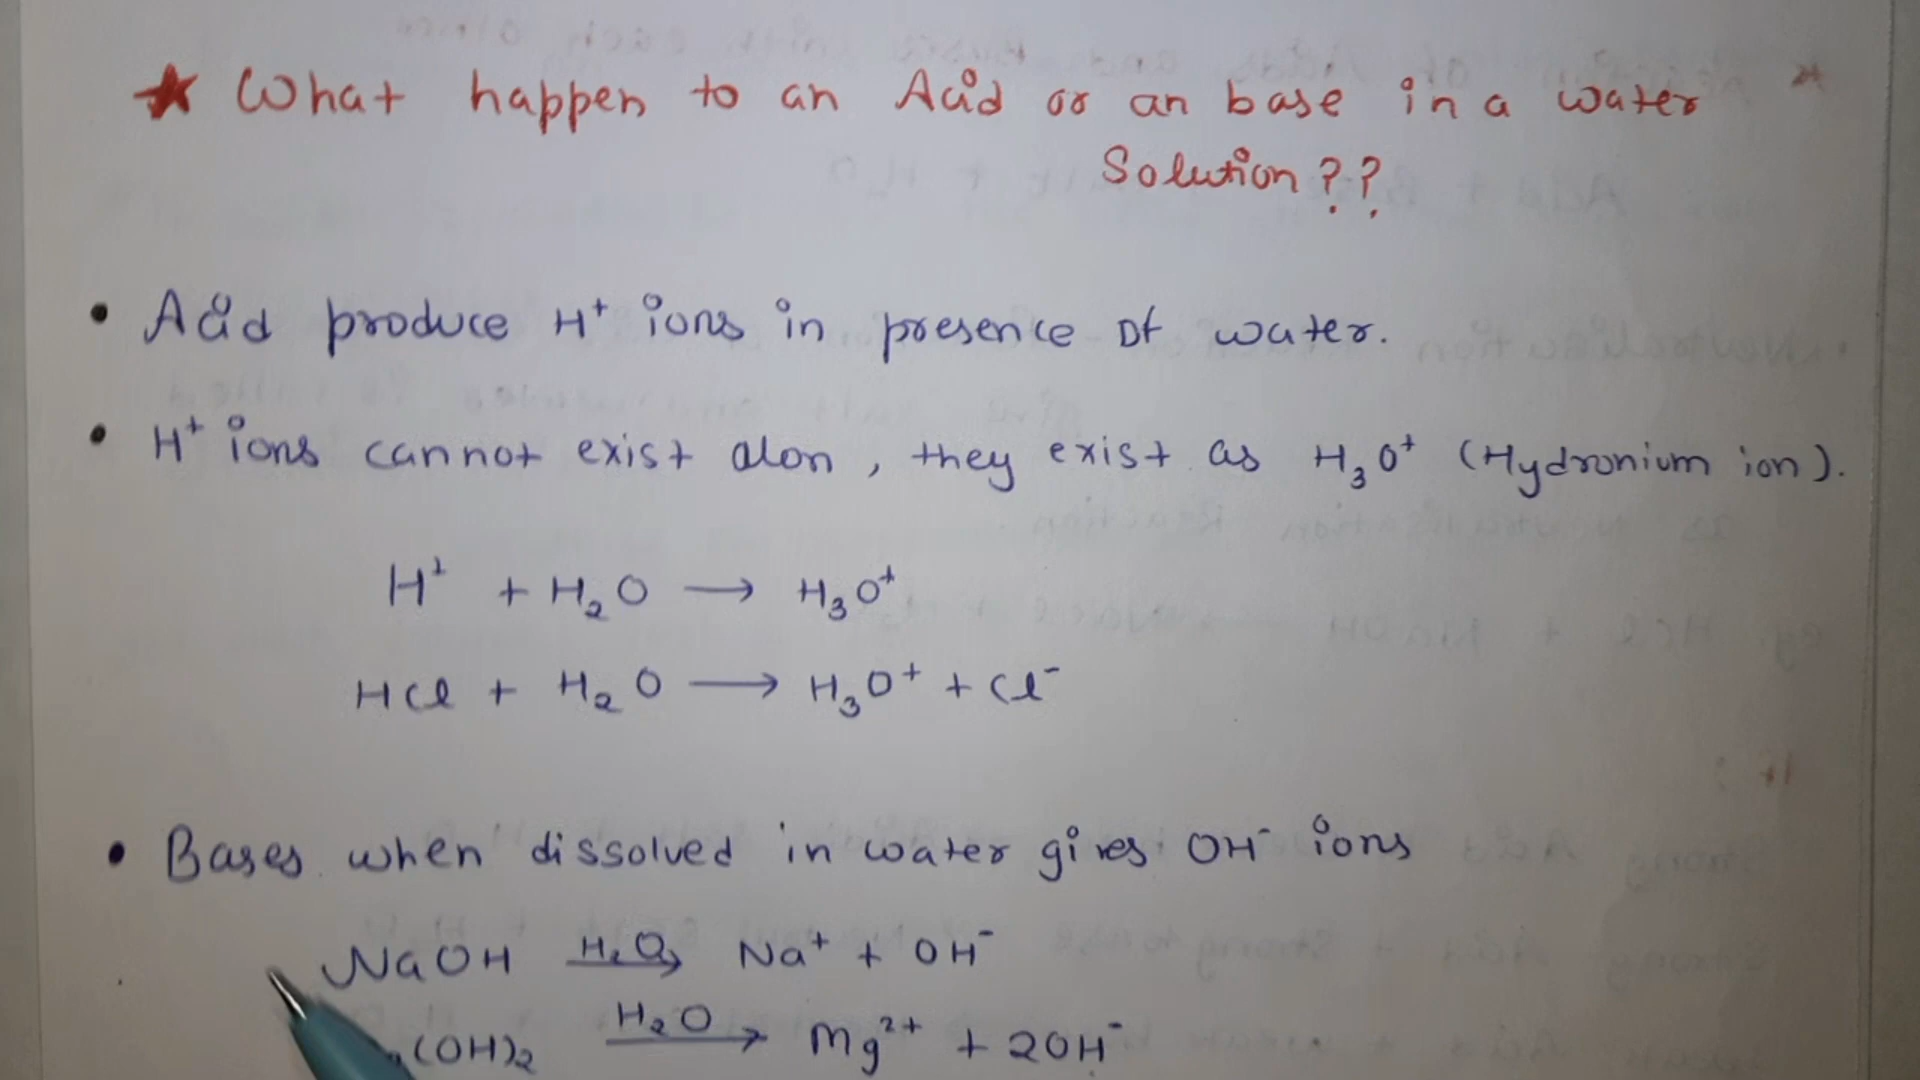 ★ What happen to an Acid or an base in a water
Solution ??
• Acid produce H⁺ ions in presence of water.
• H⁺ ions cannot exist alon, they exist as H₃O⁺ (Hydronium ion).
H⁺ + H₂O ⟶ H₃O⁺
HCl + H₂O ⟶ H₃O⁺ + Cl⁻
• Bases when dissolved in water gives OH⁻ ions
NaOH H₂O→ Na⁺ + OH⁻
(OH)₂ H₂O→ Mg²⁺ + 2OH⁻